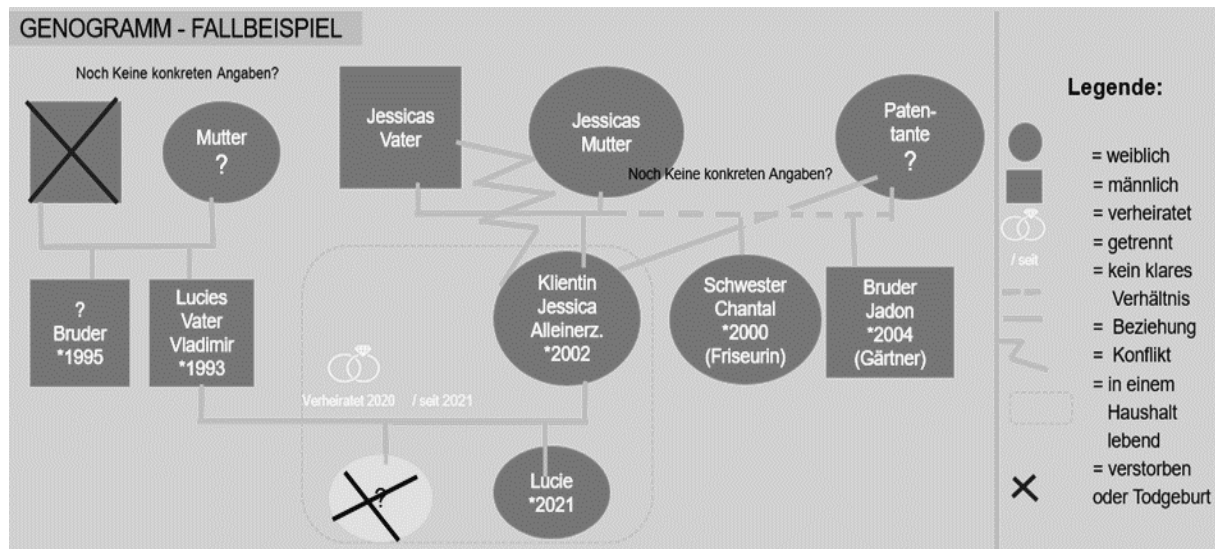 GENOGRAMM - FALLBEISPIEL
Noch Keine konkreten Angaben?
Mutter
?
Jessicas
Vater
Jessicas
Mutter
Paten-
tante
?
Noch Keine konkreten Angaben?
?
Bruder
*1995
Lucies
Vater
Vladimir
*1993
Klientin
Jessica
Alleinerz.
*2002
Schwester
Chantal
*2000
(Friseurin)
Bruder
Jadon
*2004
(Gärtner)
Verheiratet 2020 / seit 2021
?
Lucie
*2021
Legende:
= weiblich
= männlich
= verheiratet
/ seit = getrennt
= kein klares
Verhältnis
= Beziehung
= Konflikt
= in einem
Haushalt
lebend
= verstorben
oder Todgeburt